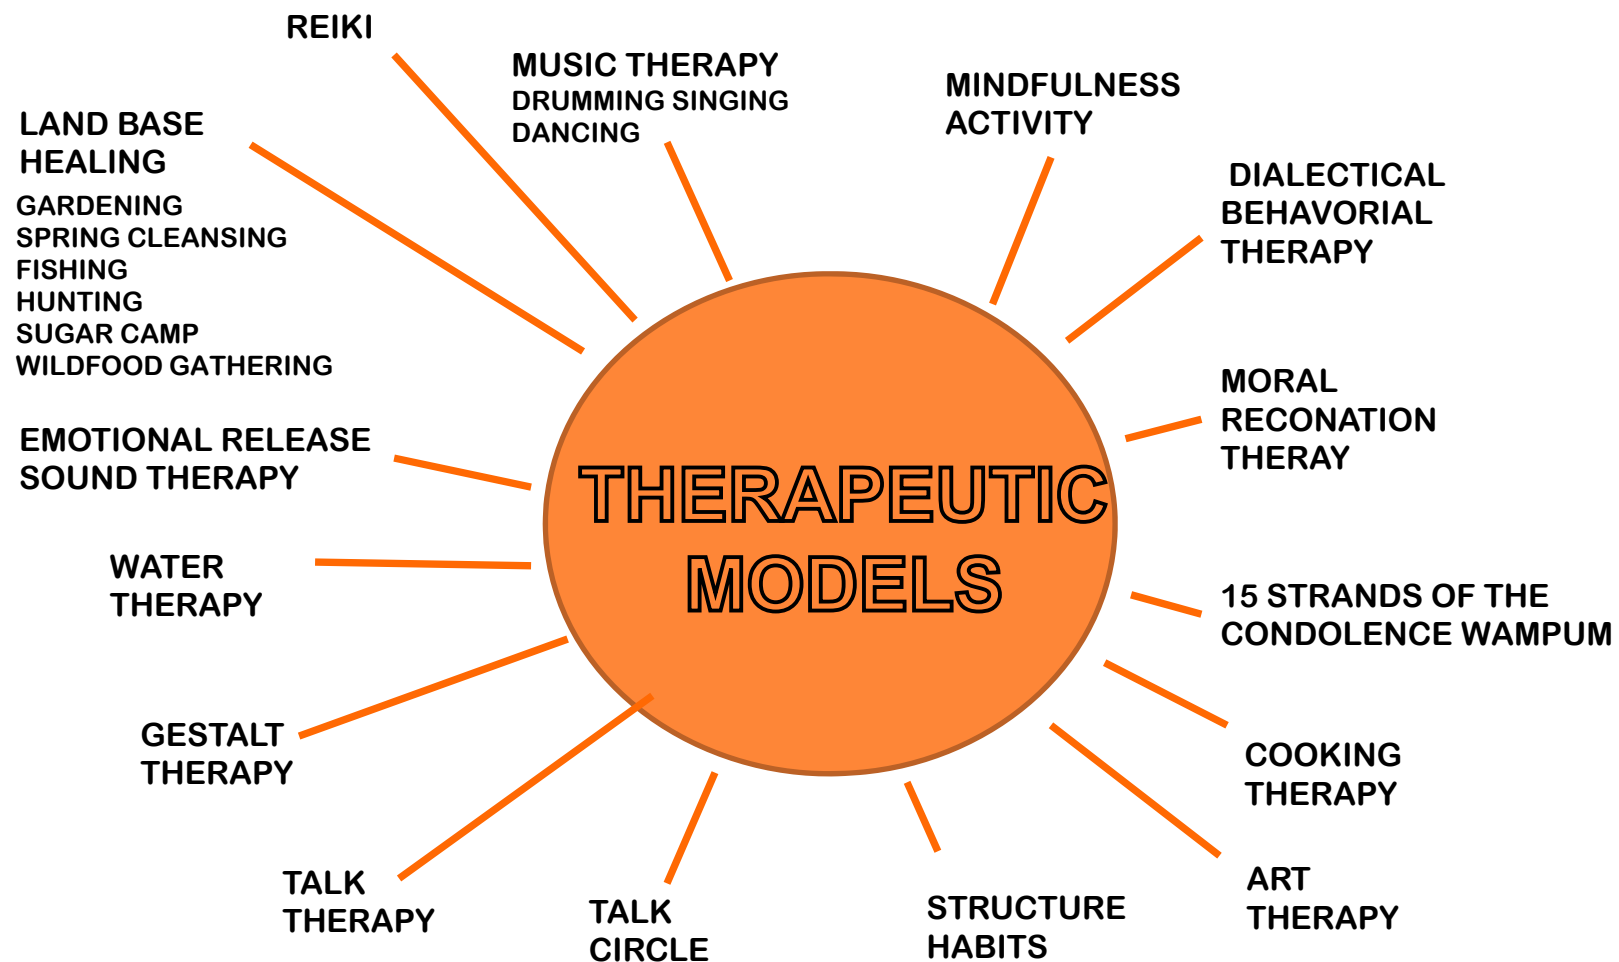 REIKI
MUSIC THERAPY
DRUMMING SINGING
DANCING
MINDFULNESS
ACTIVITY
LAND BASE
HEALING
GARDENING
SPRING CLEANSING
FISHING
HUNTING
SUGAR CAMP
WILDFOOD GATHERING
DIALECTICAL
BEHAVORIAL
THERAPY
MORAL
RECONATION
THERAY
EMOTIONAL RELEASE
SOUND THERAPY
THERAPEUTIC
MODELS
WATER
THERAPY
15 STRANDS OF THE
CONDOLENCE WAMPUM
GESTALT
THERAPY
COOKING
THERAPY
TALK
THERAPY
TALK
CIRCLE
STRUCTURE
HABITS
ART
THERAPY